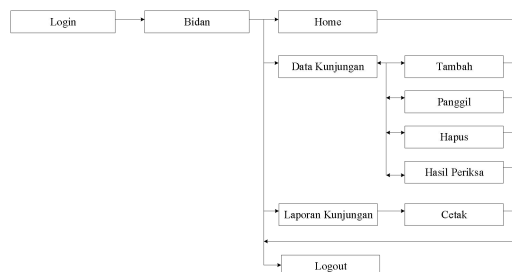 Login
Bidan
Home
Data Kunjungan
Tambah
Panggil
Hapus
Hasil Periksa
Laporan Kunjungan
Cetak
Logout